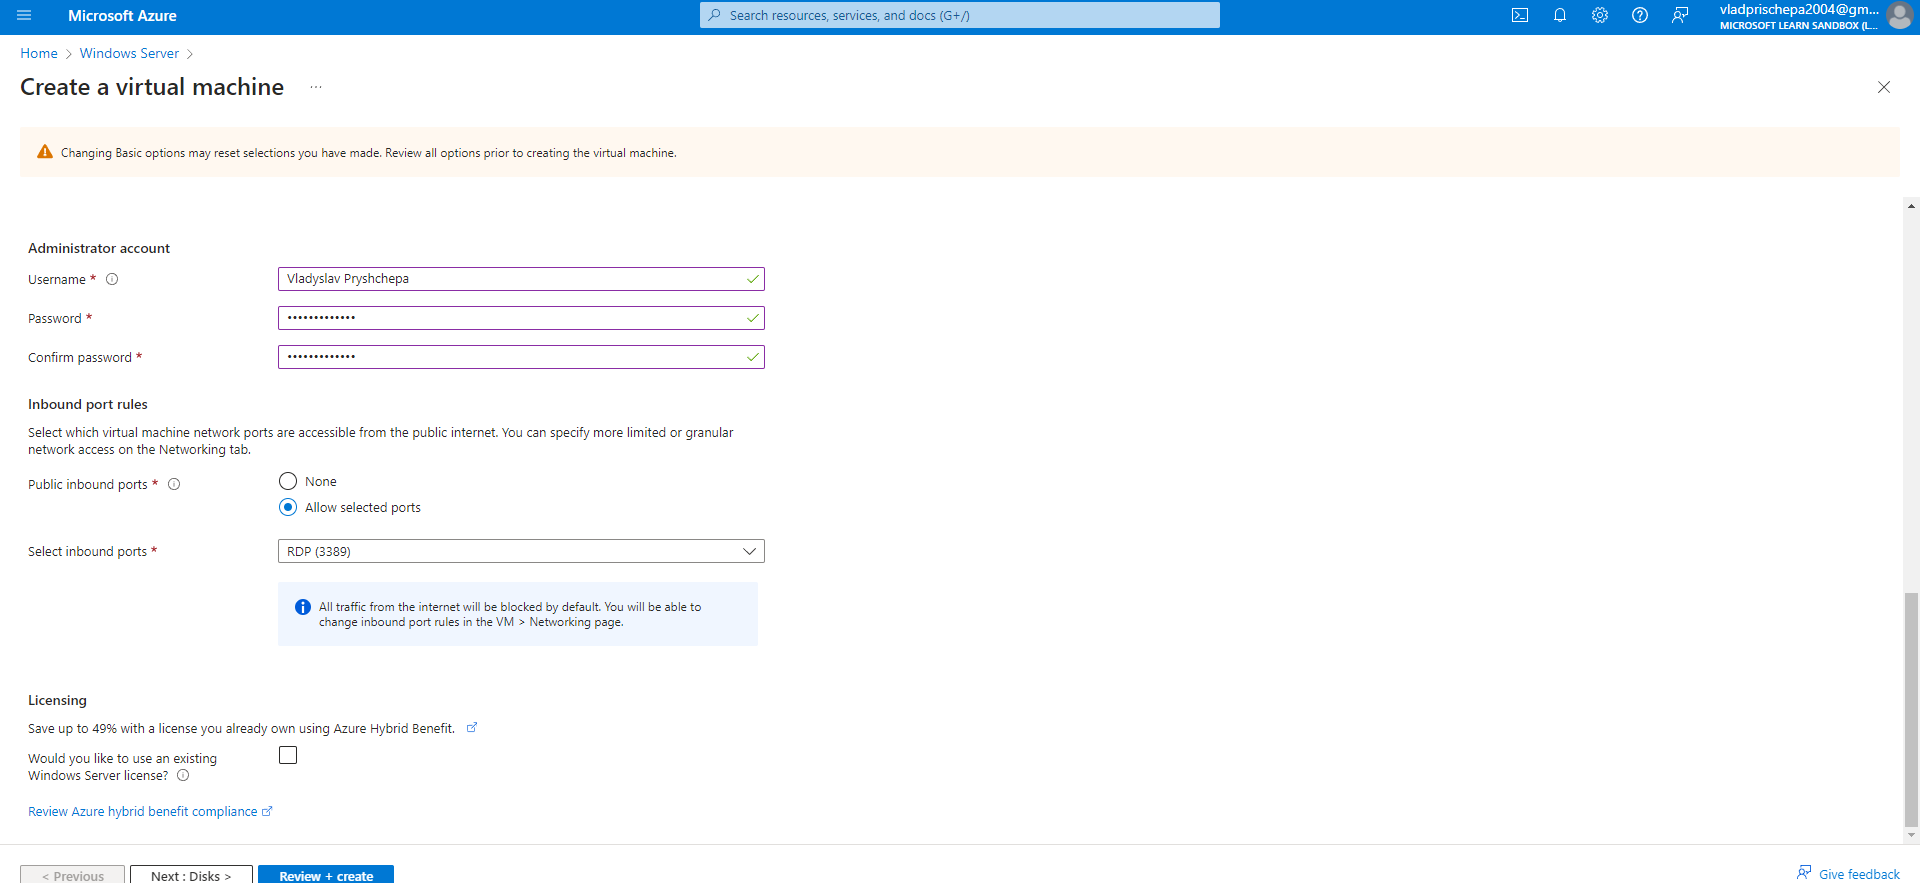 Microsoft Azure
Search resources, services, and docs (G+/)
vladprischepa2004@gm...
MICROSOFT LEARN SANDBOX (L...
Home > Windows Server >
Create a virtual machine ...
Changing Basic options may reset selections you have made. Review all options prior to creating the virtual machine.
Administrator account
Username *
Vladyslav Pryshchepa
Password *
•••••••••••••
Confirm password *
•••••••••••••
Inbound port rules
Select which virtual machine network ports are accessible from the public internet. You can specify more limited or granular
network access on the Networking tab.
Public inbound ports *
None
Allow selected ports
Select inbound ports *
RDP (3389)
All traffic from the internet will be blocked by default. You will be able to
change inbound port rules in the VM > Networking page.
Licensing
Save up to 49% with a license you already own using Azure Hybrid Benefit.
Would you like to use an existing
Windows Server license?
Review Azure hybrid benefit compliance
< Previous
Next : Disks >
Review + create
Give feedback